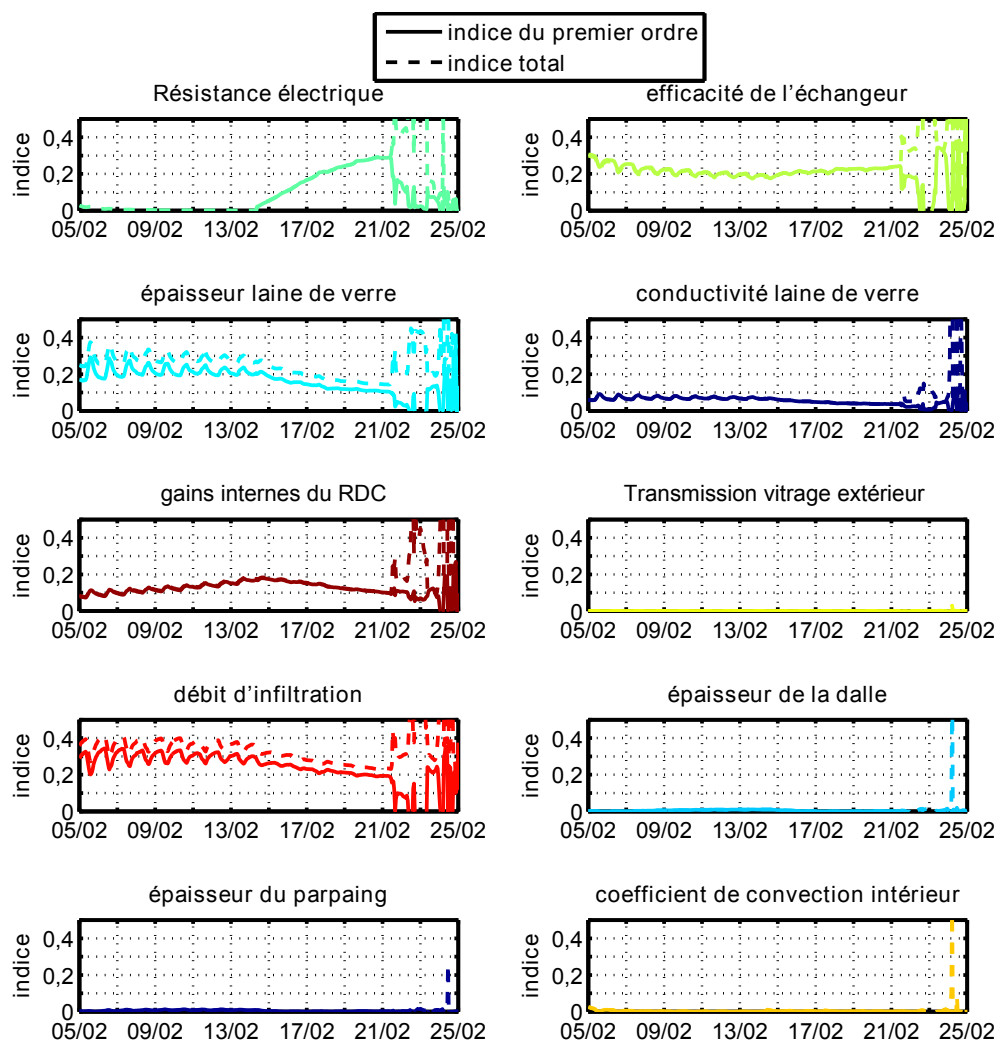 indice du premier ordre
indice total
Résistance électrique
indice
0,4
0,2
0
05/02 09/02 13/02 17/02 21/02 25/02
efficacité de l'échangeur
indice
0,4
0,2
0
05/02 09/02 13/02 17/02 21/02 25/02
épaisseur laine de verre
indice
0,4
0,2
0
05/02 09/02 13/02 17/02 21/02 25/02
conductivité laine de verre
indice
0,4
0,2
0
05/02 09/02 13/02 17/02 21/02 25/02
gains internes du RDC
indice
0,4
0,2
0
05/02 09/02 13/02 17/02 21/02 25/02
Transmission vitrage extérieur
indice
0,4
0,2
0
05/02 09/02 13/02 17/02 21/02 25/02
débit d'infiltration
indice
0,4
0,2
0
05/02 09/02 13/02 17/02 21/02 25/02
épaisseur de la dalle
indice
0,4
0,2
0
05/02 09/02 13/02 17/02 21/02 25/02
épaisseur du parpaing
indice
0,4
0,2
0
05/02 09/02 13/02 17/02 21/02 25/02
coefficient de convection intérieur
indice
0,4
0,2
0
05/02 09/02 13/02 17/02 21/02 25/02